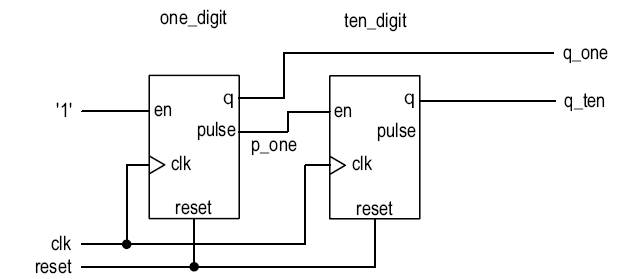 one_digit ten_digit
q_one
q q q_ten
'1' en en
pulse pulse
p_one
clk clk
reset reset
clk
reset